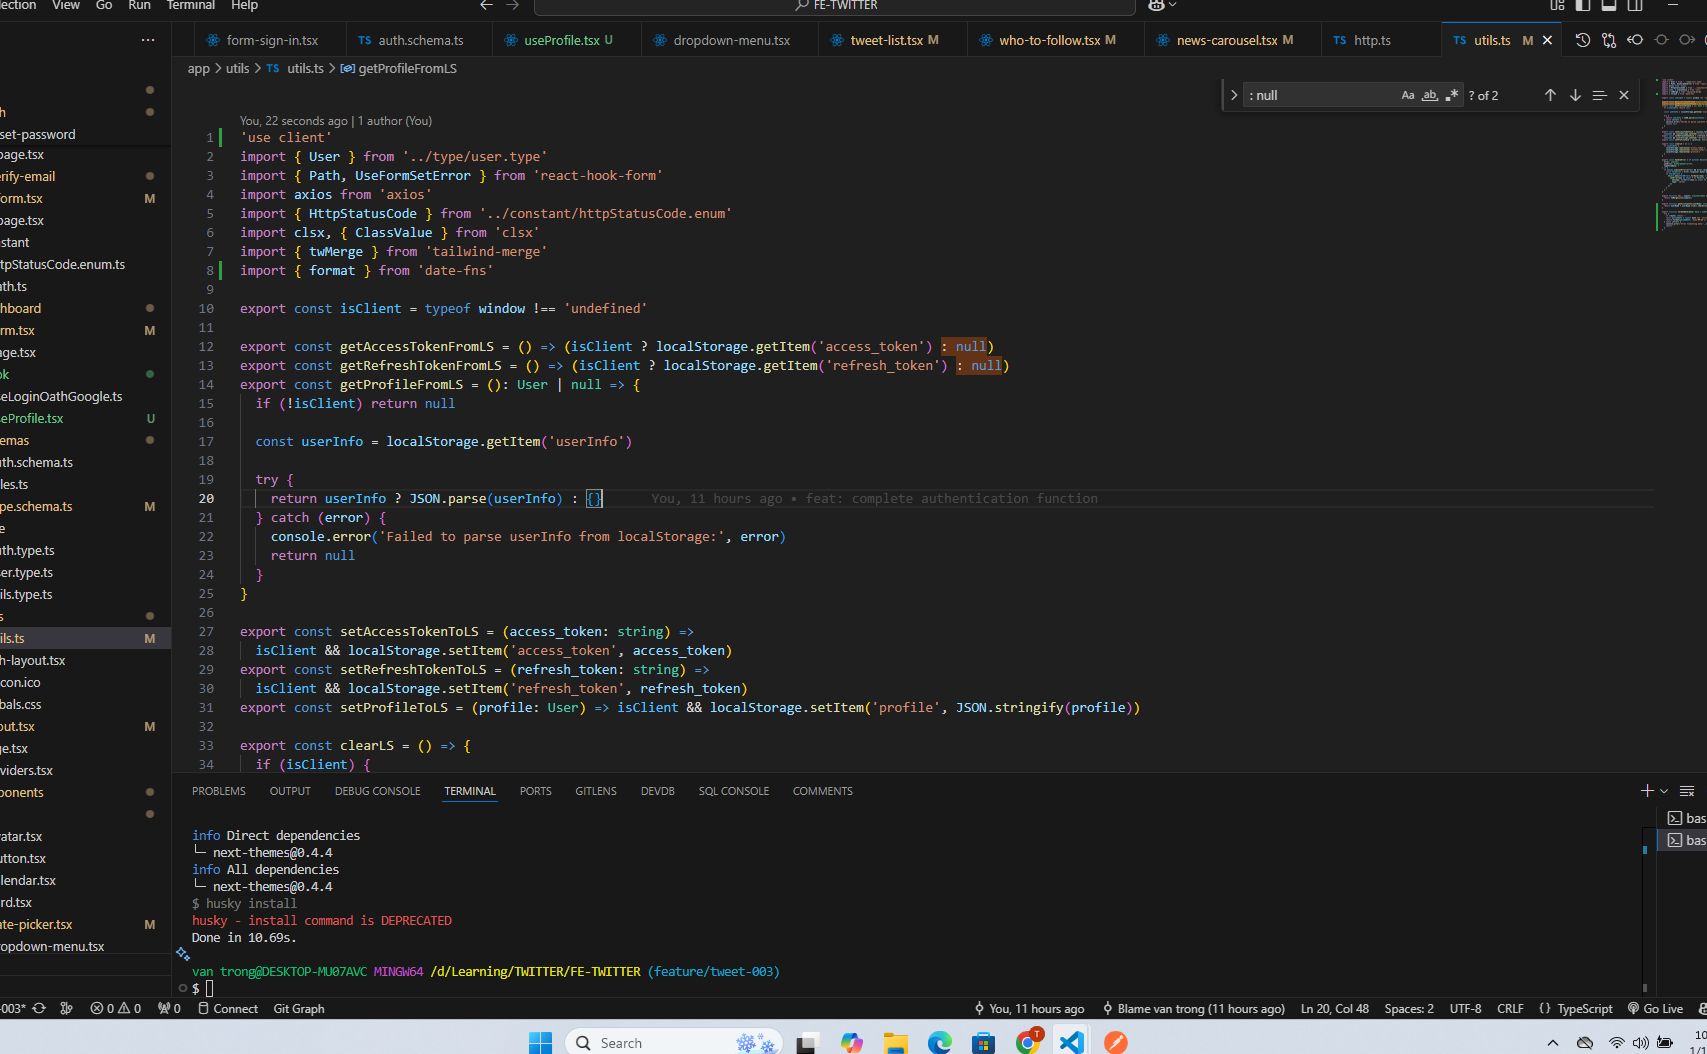 View Go Run Terminal Help
FE-TWITTER
form-sign-in.tsx
TS auth.schema.ts
useProfile.tsx U
dropdown-menu.tsx
tweet-list.tsx M
who-to-follow.tsx M
news-carousel.tsx M
TS http.ts
TS utils.ts M
app > utils > TS utils.ts > getProfileFromLS
: null
Aa ab .* ? of 2
set-password
page.tsx
erify-email
form.tsx M
page.tsx
nstant
ttpStatusCode.enum.ts
ath.ts
hboard
rm.tsx M
age.tsx
ok
seLoginOathGoogle.ts
seProfile.tsx U
emas
uth.schema.ts
les.ts
pe.schema.ts M
e
uth.type.ts
ser.type.ts
ils.type.ts
s
ils.ts M
h-layout.tsx
con.ico
bals.css
out.tsx M
ge.tsx
viders.tsx
ponents
vatar.tsx
utton.tsx
lendar.tsx
rd.tsx
ate-picker.tsx M
ropdown-menu.tsx
You, 22 seconds ago | 1 author (You)
1 'use client'
2 import { User } from '../type/user.type'
3 import { Path, UseFormSetError } from 'react-hook-form'
4 import axios from 'axios'
5 import { HttpStatusCode } from '../constant/httpStatusCode.enum'
6 import clsx, { ClassValue } from 'clsx'
7 import { twMerge } from 'tailwind-merge'
8 import { format } from 'date-fns'
9
10 export const isClient = typeof window !== 'undefined'
11
12 export const getAccessTokenFromLS = () => (isClient ? localStorage.getItem('access_token') : null)
13 export const getRefreshTokenFromLS = () => (isClient ? localStorage.getItem('refresh_token') : null)
14 export const getProfileFromLS = (): User | null => {
15 if (!isClient) return null
16
17 const userInfo = localStorage.getItem('userInfo')
18
19 try {
20 return userInfo ? JSON.parse(userInfo) : {} You, 11 hours ago • feat: complete authentication function
21 } catch (error) {
22 console.error('Failed to parse userInfo from localStorage:', error)
23 return null
24 }
25 }
26
27 export const setAccessTokenToLS = (access_token: string) =>
28 isClient && localStorage.setItem('access_token', access_token)
29 export const setRefreshTokenToLS = (refresh_token: string) =>
30 isClient && localStorage.setItem('refresh_token', refresh_token)
31 export const setProfileToLS = (profile: User) => isClient && localStorage.setItem('profile', JSON.stringify(profile))
32
33 export const clearLS = () => {
34 if (isClient) {
PROBLEMS OUTPUT DEBUG CONSOLE TERMINAL PORTS GITLENS DEVDB SQL CONSOLE COMMENTS
info Direct dependencies
└─ next-themes@0.4.4
info All dependencies
└─ next-themes@0.4.4
$ husky install
husky - install command is DEPRECATED
Done in 10.69s.
van trong@DESKTOP-MU07AVC MINGW64 /d/Learning/TWITTER/FE-TWITTER (feature/tweet-003)
$
bas
bas
-003* 0 0 0 Connect Git Graph
You, 11 hours ago Blame van trong (11 hours ago) Ln 20, Col 48 Spaces: 2 UTF-8 CRLF {} TypeScript Go Live
Search